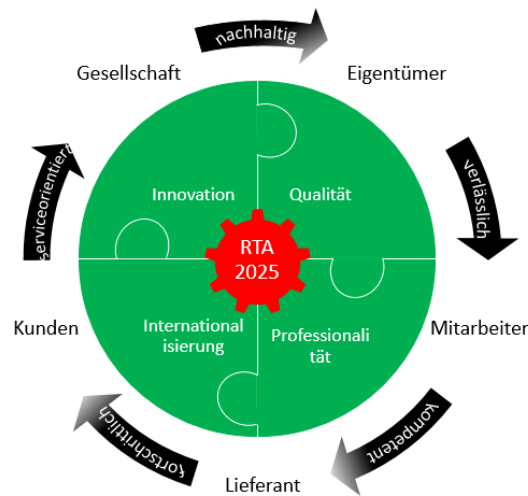 nachhaltig
Gesellschaft
Eigentümer
serviceorientiert
verlässlich
Innovation
Qualität
RTA
2025
Kunden
International
isierung
Professionali
tät
Mitarbeiter
fortschrittlich
kompetent
Lieferant